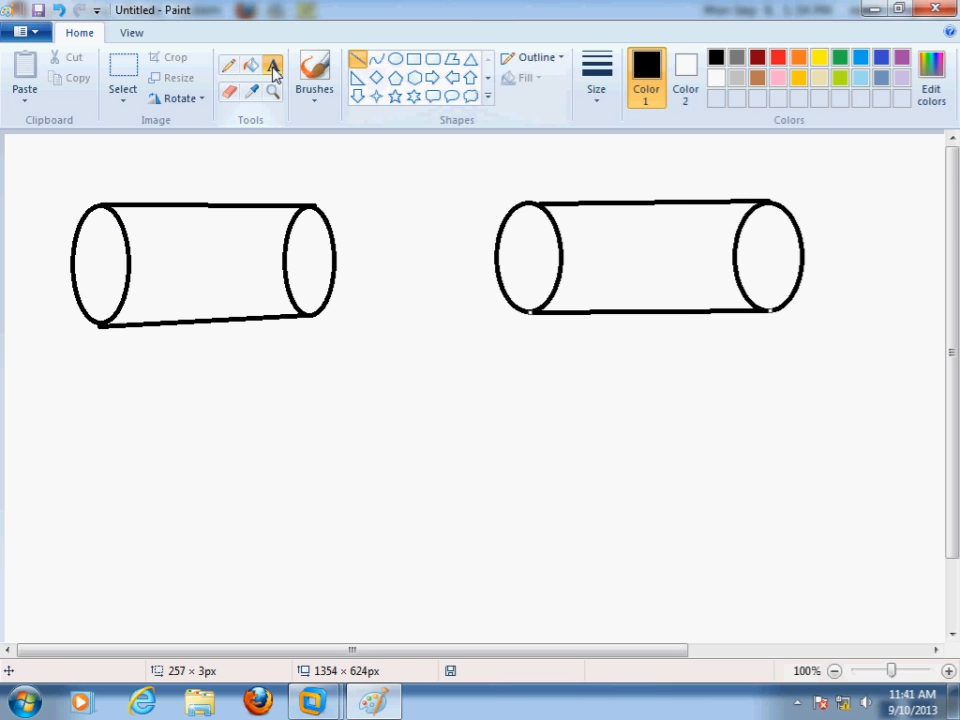 Untitled - Paint
Home
View
Paste
Cut
Copy
Clipboard
Select
Crop
Resize
Rotate
Image
A
Tools
Brushes
Outline
Fill
Shapes
Size
Color 1
Color 2
Edit colors
Colors
257 × 3px
1354 × 624px
100%
11:41 AM
9/10/2013